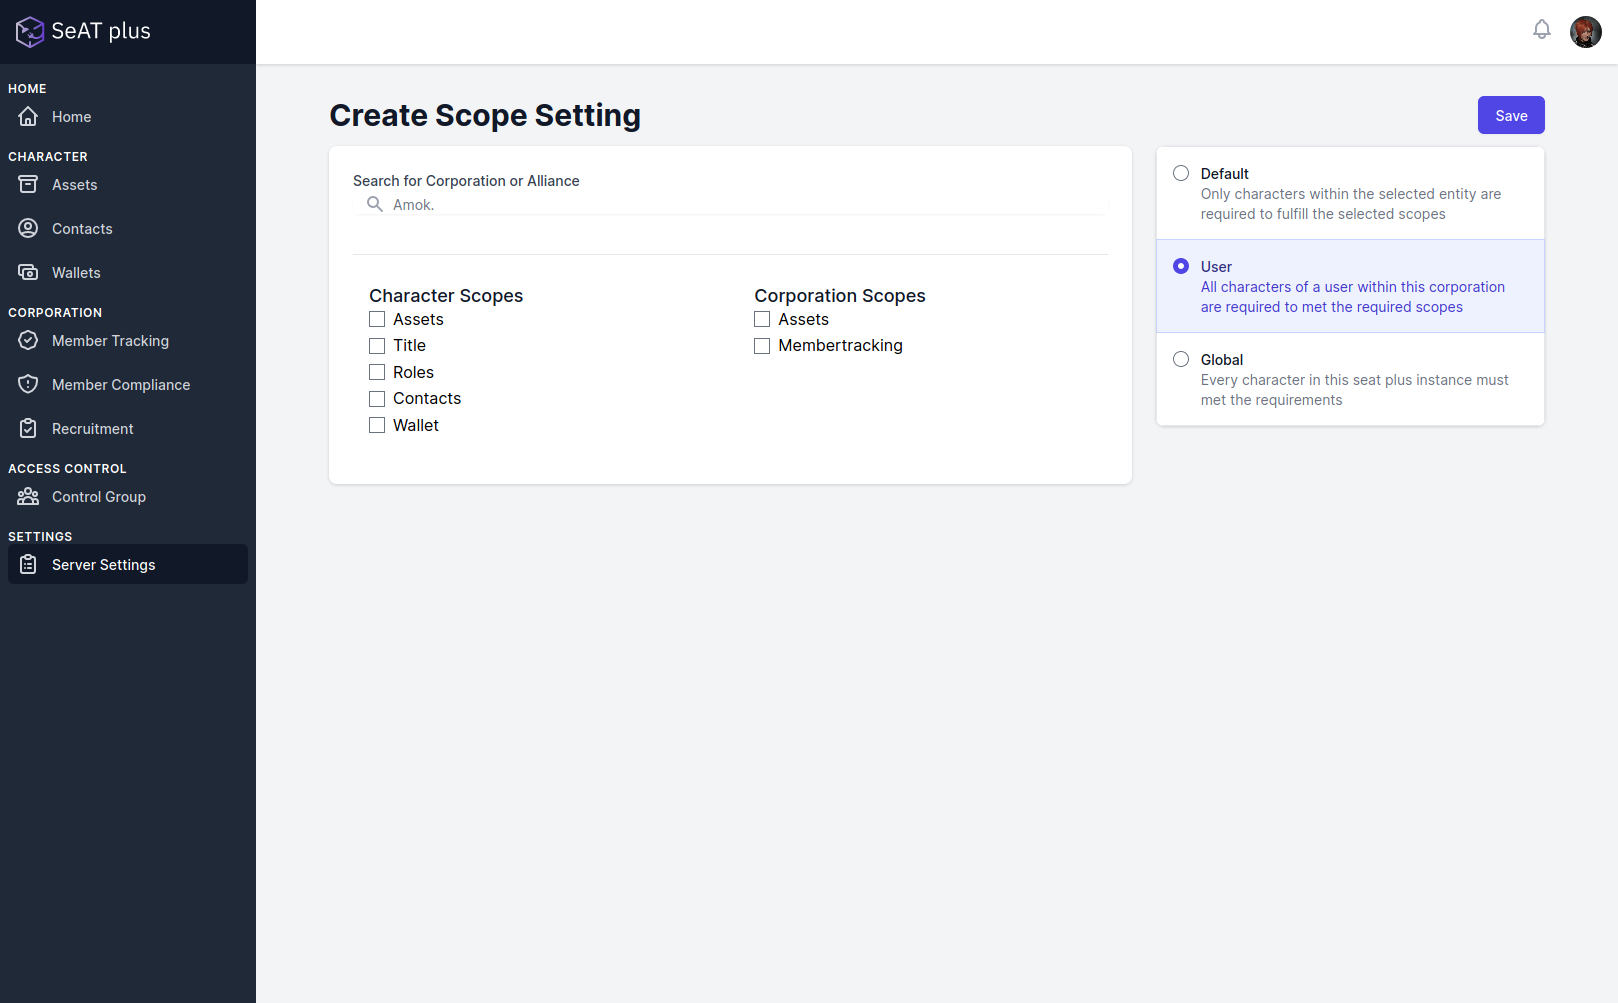 SeAT plus
HOME
Home
CHARACTER
Assets
Contacts
Wallets
CORPORATION
Member Tracking
Member Compliance
Recruitment
ACCESS CONTROL
Control Group
SETTINGS
Server Settings
Create Scope Setting
Save
Search for Corporation or Alliance
Amok.
Character Scopes
Assets
Title
Roles
Contacts
Wallet
Corporation Scopes
Assets
Membertracking
Default
Only characters within the selected entity are
required to fulfill the selected scopes
User
All characters of a user within this corporation
are required to met the required scopes
Global
Every character in this seat plus instance must
met the requirements